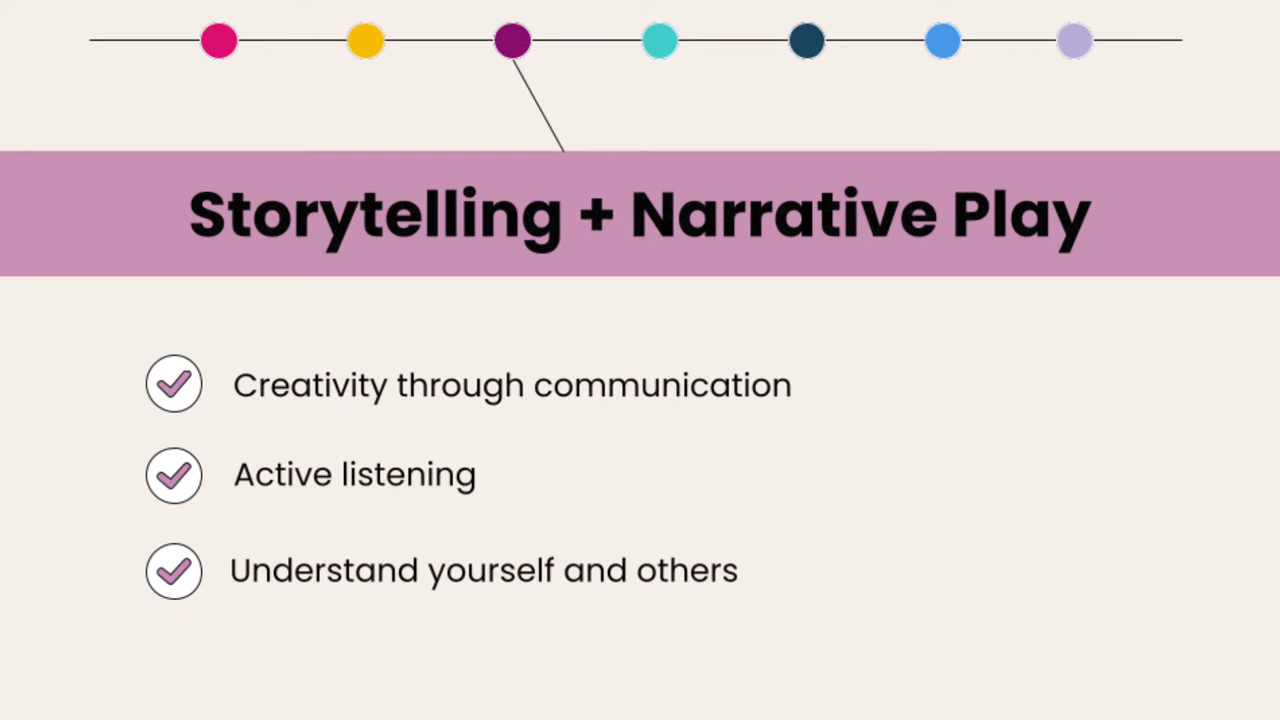 Storytelling + Narrative Play
Creativity through communication
Active listening
Understand yourself and others